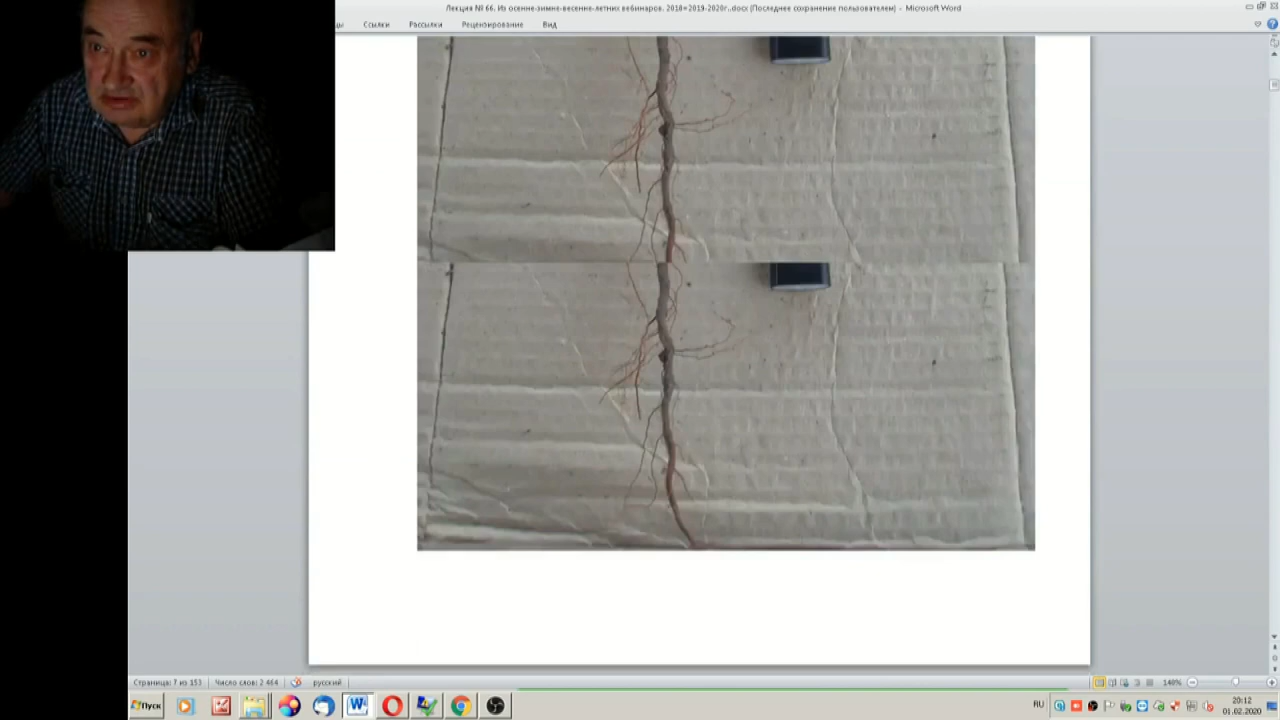 Лекция № 66. Из осенне-зимне-весенне-летних вебинаров. 2018=2019-2020г..docx (Последнее сохранение пользователем) - Microsoft Word
Ссылки Рассылки Рецензирование Вид
Страница: 7 из 153 Число слов: 2 464 русский 148%
Пуск RU 20:12
01.02.2020